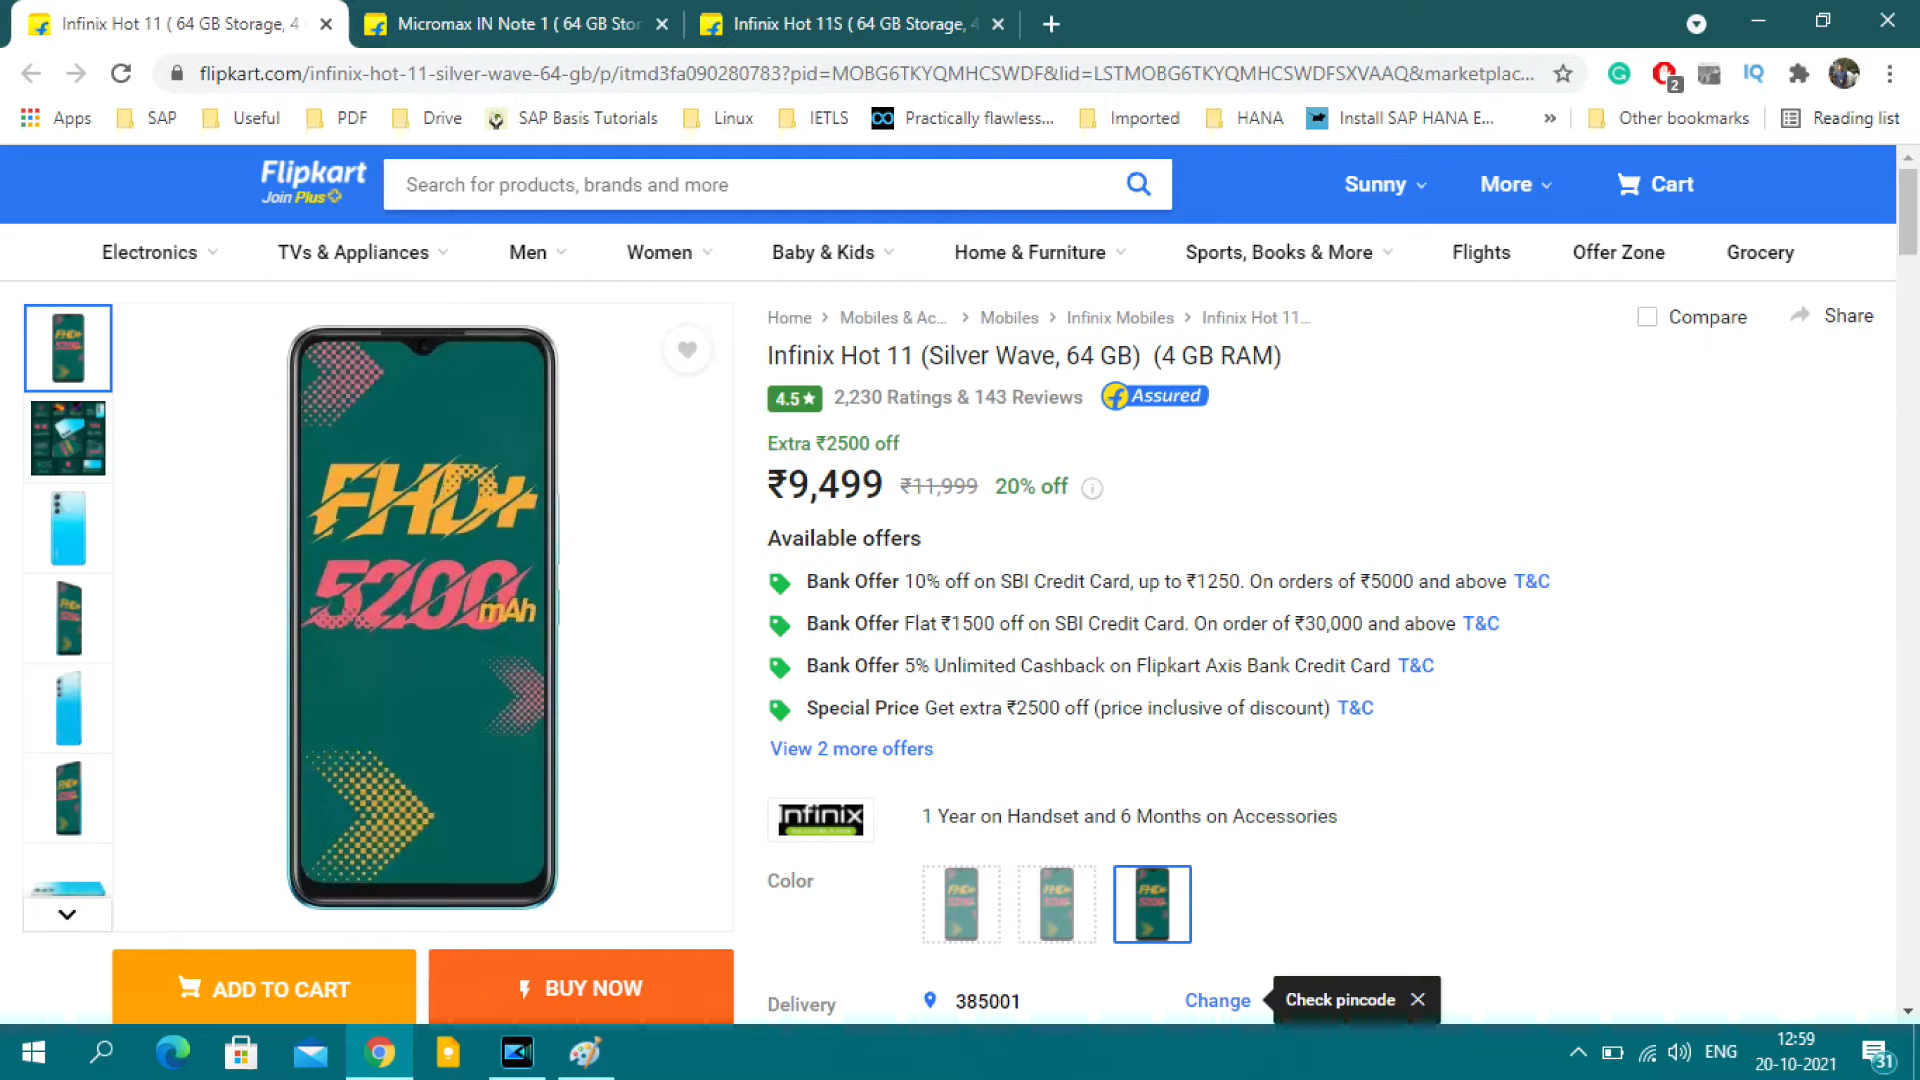 Infinix Hot 11 ( 64 GB Storage, 4
Micromax IN Note 1 ( 64 GB Stor
Infinix Hot 11S ( 64 GB Storage, 4
flipkart.com/infinix-hot-11-silver-wave-64-gb/p/itmd3fa090280783?pid=MOBG6TKYQMHCSWDF&lid=LSTMOBG6TKYQMHCSWDFSXVAAQ&marketplac...
2
IQ
Apps SAP Useful PDF Drive SAP Basis Tutorials Linux IETLS Practically flawless... Imported HANA Install SAP HANA E... » Other bookmarks Reading list
Flipkart
Join Plus
Search for products, brands and more
Sunny More Cart
Electronics TVs & Appliances Men Women Baby & Kids Home & Furniture Sports, Books & More Flights Offer Zone Grocery
Home > Mobiles & Ac... > Mobiles > Infinix Mobiles > Infinix Hot 11...
Compare Share
Infinix Hot 11 (Silver Wave, 64 GB) (4 GB RAM)
4.5★ 2,230 Ratings & 143 Reviews Assured
Extra ₹2500 off
₹9,499 ₹11,999 20% off
FHD+
5200 mAh
Available offers
Bank Offer 10% off on SBI Credit Card, up to ₹1250. On orders of ₹5000 and above T&C
Bank Offer Flat ₹1500 off on SBI Credit Card. On order of ₹30,000 and above T&C
Bank Offer 5% Unlimited Cashback on Flipkart Axis Bank Credit Card T&C
Special Price Get extra ₹2500 off (price inclusive of discount) T&C
View 2 more offers
Infinix
1 Year on Handset and 6 Months on Accessories
Color
ADD TO CART
BUY NOW
Delivery 385001 Change Check pincode
ENG
12:59
20-10-2021
31